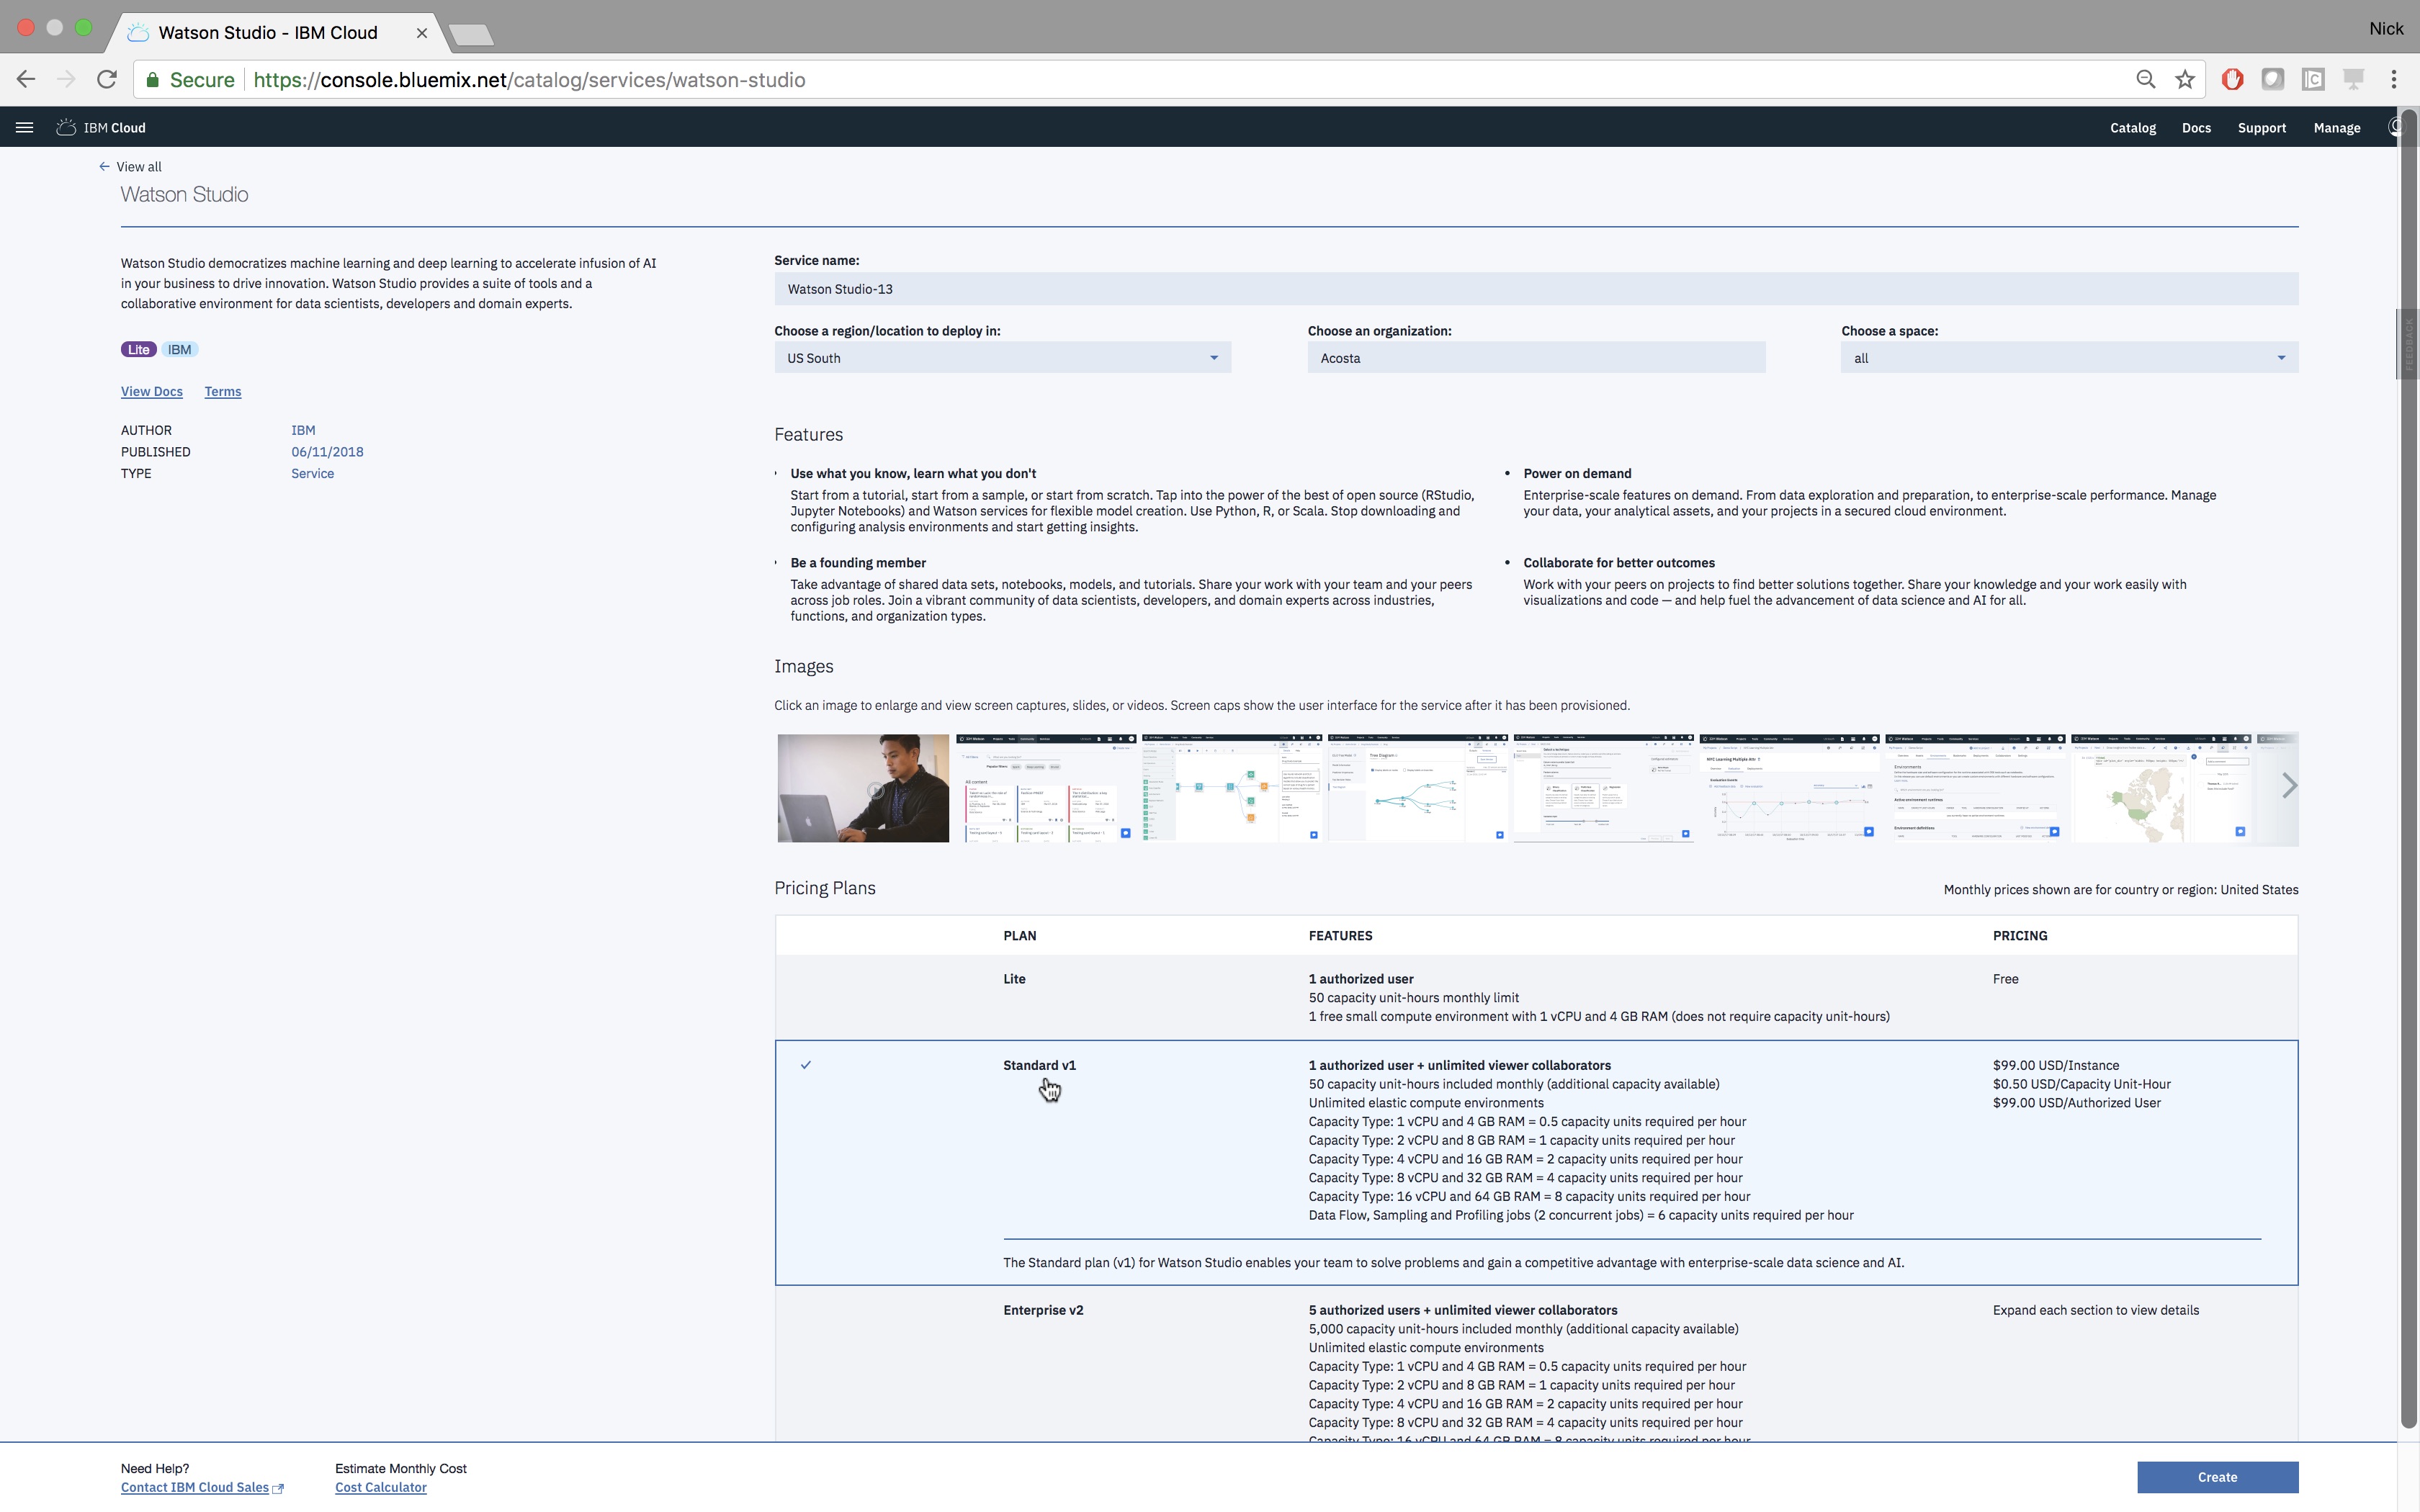 Watson Studio - IBM Cloud
Nick
Secure
https://console.bluemix.net/catalog/services/watson-studio
IBM Cloud
Catalog
Docs
Support
Manage
View all
Watson Studio
Watson Studio democratizes machine learning and deep learning to accelerate infusion of AI
in your business to drive innovation. Watson Studio provides a suite of tools and a
collaborative environment for data scientists, developers and domain experts.
Lite
IBM
View Docs
Terms
AUTHOR
IBM
PUBLISHED
06/11/2018
TYPE
Service
Service name:
Watson Studio-13
Choose a region/location to deploy in:
US South
Choose an organization:
Acosta
Choose a space:
all
FEEDBACK
Features
Use what you know, learn what you don't
Start from a tutorial, start from a sample, or start from scratch. Tap into the power of the best of open source (RStudio,
Jupyter Notebooks) and Watson services for flexible model creation. Use Python, R, or Scala. Stop downloading and
configuring analysis environments and start getting insights.
Power on demand
Enterprise-scale features on demand. From data exploration and preparation, to enterprise-scale performance. Manage
your data, your analytical assets, and your projects in a secured cloud environment.
Be a founding member
Take advantage of shared data sets, notebooks, models, and tutorials. Share your work with your team and your peers
across job roles. Join a vibrant community of data scientists, developers, and domain experts across industries,
functions, and organization types.
Collaborate for better outcomes
Work with your peers on projects to find better solutions together. Share your knowledge and your work easily with
visualizations and code — and help fuel the advancement of data science and AI for all.
Images
Click an image to enlarge and view screen captures, slides, or videos. Screen caps show the user interface for the service after it has been provisioned.
Pricing Plans
Monthly prices shown are for country or region: United States
PLAN
FEATURES
PRICING
Lite
1 authorized user
50 capacity unit-hours monthly limit
1 free small compute environment with 1 vCPU and 4 GB RAM (does not require capacity unit-hours)
Free
Standard v1
1 authorized user + unlimited viewer collaborators
50 capacity unit-hours included monthly (additional capacity available)
Unlimited elastic compute environments
Capacity Type: 1 vCPU and 4 GB RAM = 0.5 capacity units required per hour
Capacity Type: 2 vCPU and 8 GB RAM = 1 capacity units required per hour
Capacity Type: 4 vCPU and 16 GB RAM = 2 capacity units required per hour
Capacity Type: 8 vCPU and 32 GB RAM = 4 capacity units required per hour
Capacity Type: 16 vCPU and 64 GB RAM = 8 capacity units required per hour
Data Flow, Sampling and Profiling jobs (2 concurrent jobs) = 6 capacity units required per hour
$99.00 USD/Instance
$0.50 USD/Capacity Unit-Hour
$99.00 USD/Authorized User
The Standard plan (v1) for Watson Studio enables your team to solve problems and gain a competitive advantage with enterprise-scale data science and AI.
Enterprise v2
5 authorized users + unlimited viewer collaborators
5,000 capacity unit-hours included monthly (additional capacity available)
Unlimited elastic compute environments
Capacity Type: 1 vCPU and 4 GB RAM = 0.5 capacity units required per hour
Capacity Type: 2 vCPU and 8 GB RAM = 1 capacity units required per hour
Capacity Type: 4 vCPU and 16 GB RAM = 2 capacity units required per hour
Capacity Type: 8 vCPU and 32 GB RAM = 4 capacity units required per hour
Capacity Type: 16 vCPU and 64 GB RAM = 8 capacity units required per hour
Expand each section to view details
Need Help?
Contact IBM Cloud Sales
Estimate Monthly Cost
Cost Calculator
Create